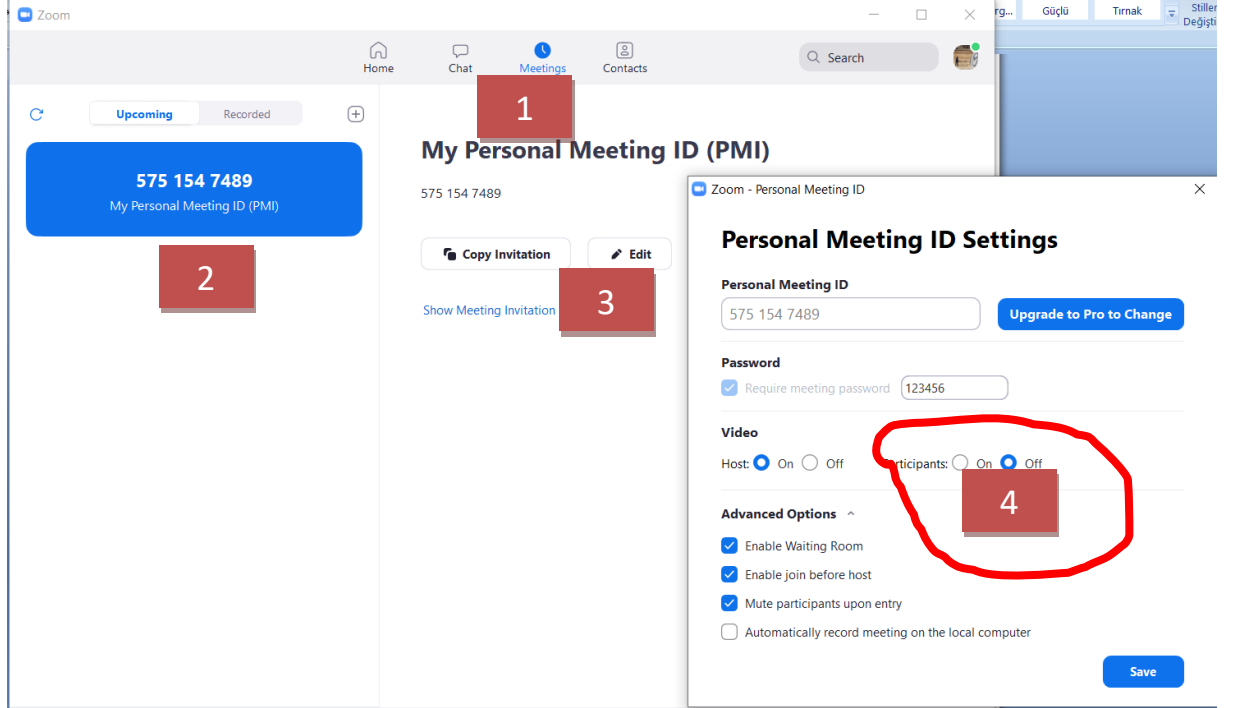 Zoom
rg...
Güçlü
Tırnak
Stiller
Değişti
Home
Chat
Meetings
Contacts
Search
1
Upcoming
Recorded
My Personal Meeting ID (PMI)
575 154 7489
My Personal Meeting ID (PMI)
575 154 7489
2
Copy Invitation
Edit
Show Meeting Invitation
3
Zoom - Personal Meeting ID
Personal Meeting ID Settings
Personal Meeting ID
575 154 7489
Upgrade to Pro to Change
Password
Require meeting password 123456
Video
Host: On Off Participants: On Off
4
Advanced Options
Enable Waiting Room
Enable join before host
Mute participants upon entry
Automatically record meeting on the local computer
Save